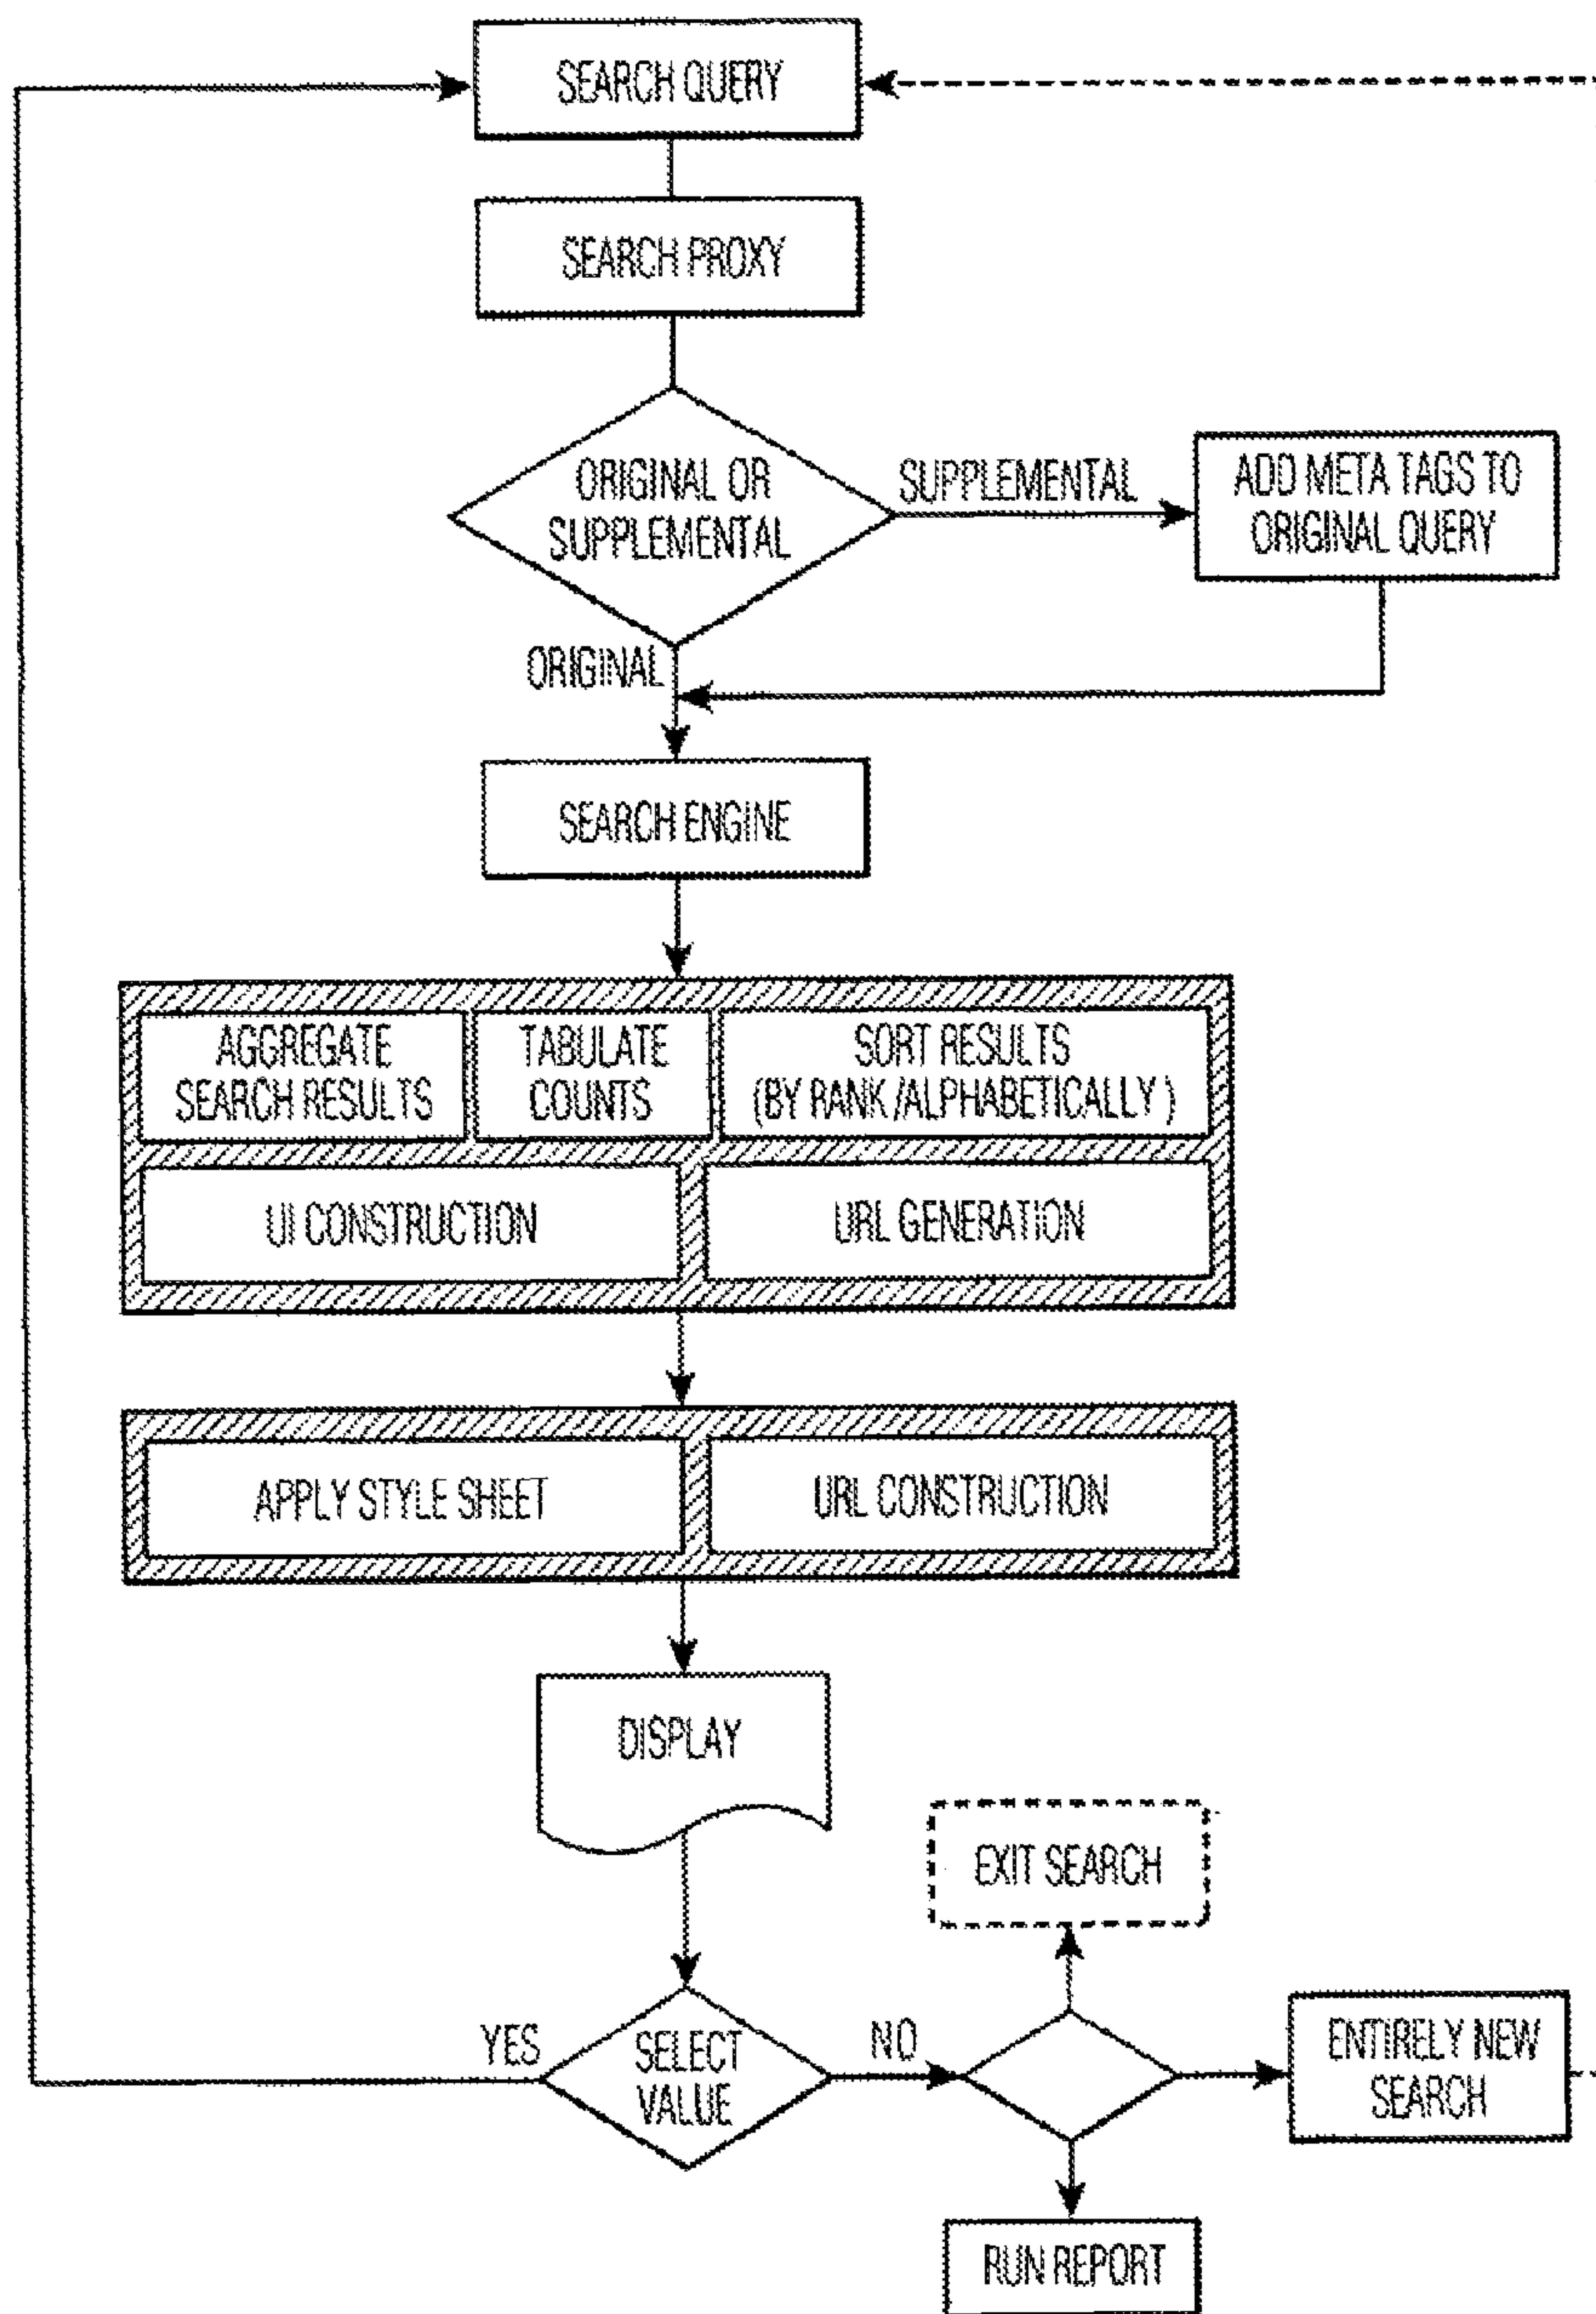 SEARCH QUERY
SEARCH PROXY
ORIGINAL OR
SUPPLEMENTAL
SUPPLEMENTAL
ADD META TAGS TO
ORIGINAL QUERY
ORIGINAL
SEARCH ENGINE
AGGREGATE
SEARCH RESULTS
TABULATE
COUNTS
SORT RESULTS
(BY RANK /ALPHABETICALLY )
UI CONSTRUCTION
URL GENERATION
APPLY STYLE SHEET
URL CONSTRUCTION
DISPLAY
EXIT SEARCH
YES
SELECT
VALUE
NO
ENTIRELY NEW
SEARCH
RUN REPORT